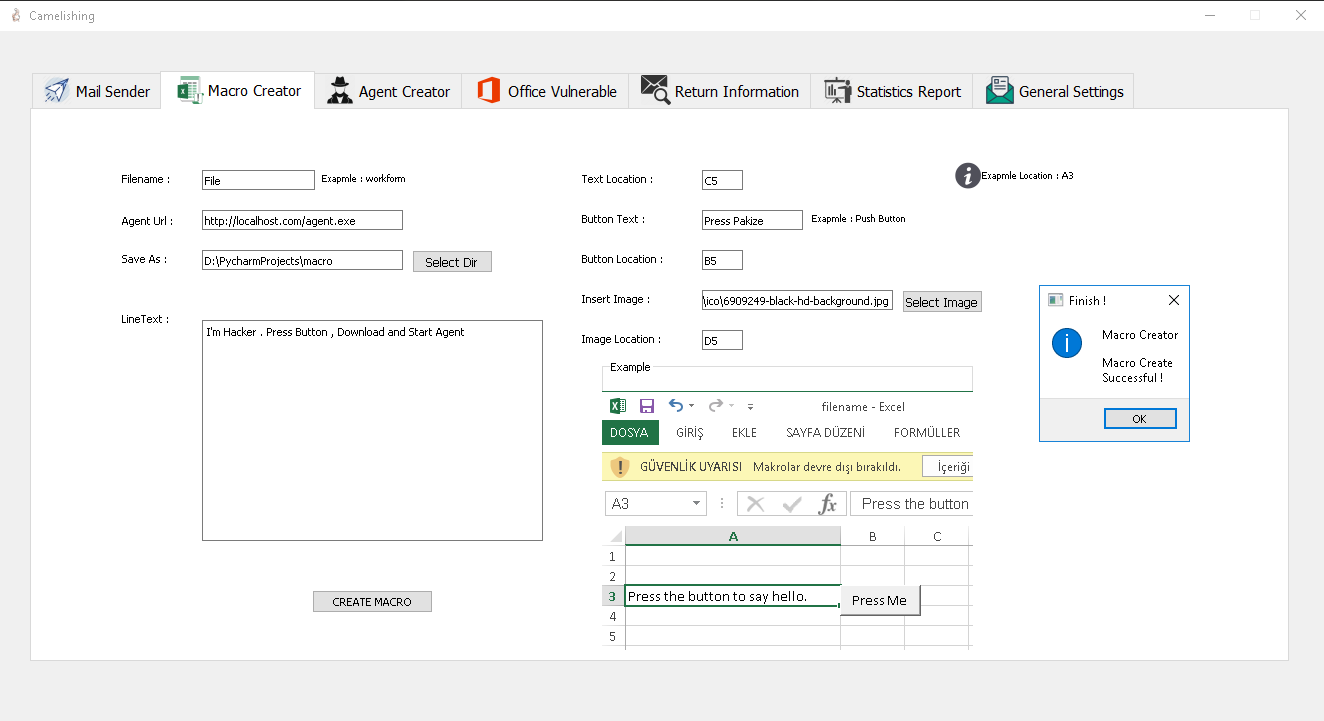 Camelishing
Mail Sender
Macro Creator
Agent Creator
Office Vulnerable
Return Information
Statistics Report
General Settings
Filename :
File
Exapmle : workform
Agent Url :
http://localhost.com/agent.exe
Save As :
D:\PycharmProjects\macro
Select Dir
LineText :
I'm Hacker . Press Button , Download and Start Agent
CREATE MACRO
Text Location :
C5
Exapmle Location : A3
Button Text :
Press Pakize
Exapmle : Push Button
Button Location :
B5
Insert Image :
\ico\6909249-black-hd-background.jpg
Select Image
Image Location :
D5
Example
filename - Excel
DOSYA
GİRİŞ
EKLE
SAYFA DÜZENİ
FORMÜLLER
GÜVENLİK UYARISI
Makrolar devre dışı bırakıldı.
İçeriği
A3
fx
Press the button
A
B
C
1
2
3
Press the button to say hello.
Press Me
4
5
Finish !
Macro Creator
Macro Create
Successful !
OK